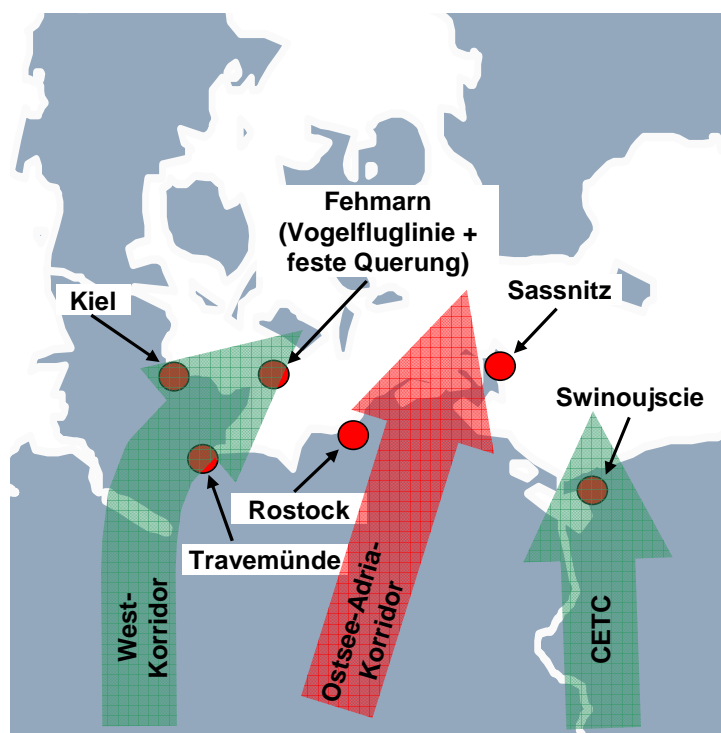 Fehmarn
(Vogelfluglinie +
feste Querung)
Kiel
Sassnitz
Swinoujscie
Rostock
Travemünde
West-
Korridor
Ostsee-Adria-
Korridor
CETC